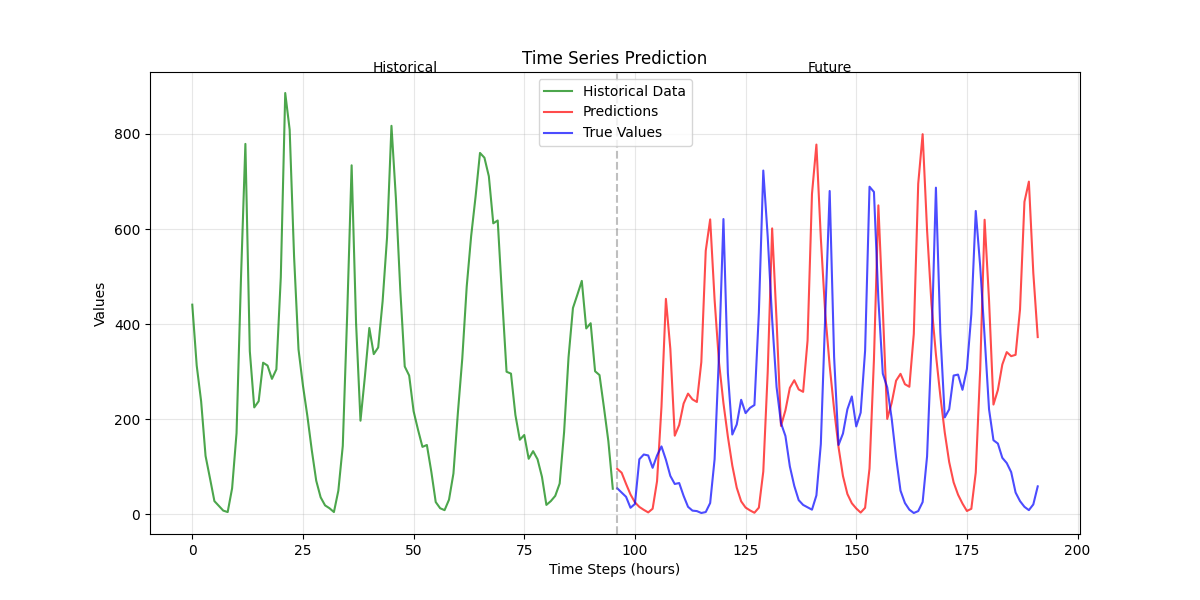 Time Series Prediction
Historical
Future
Historical Data
Predictions
True Values
Values
800
600
400
200
0
0
25
50
75
100
125
150
175
200
Time Steps (hours)